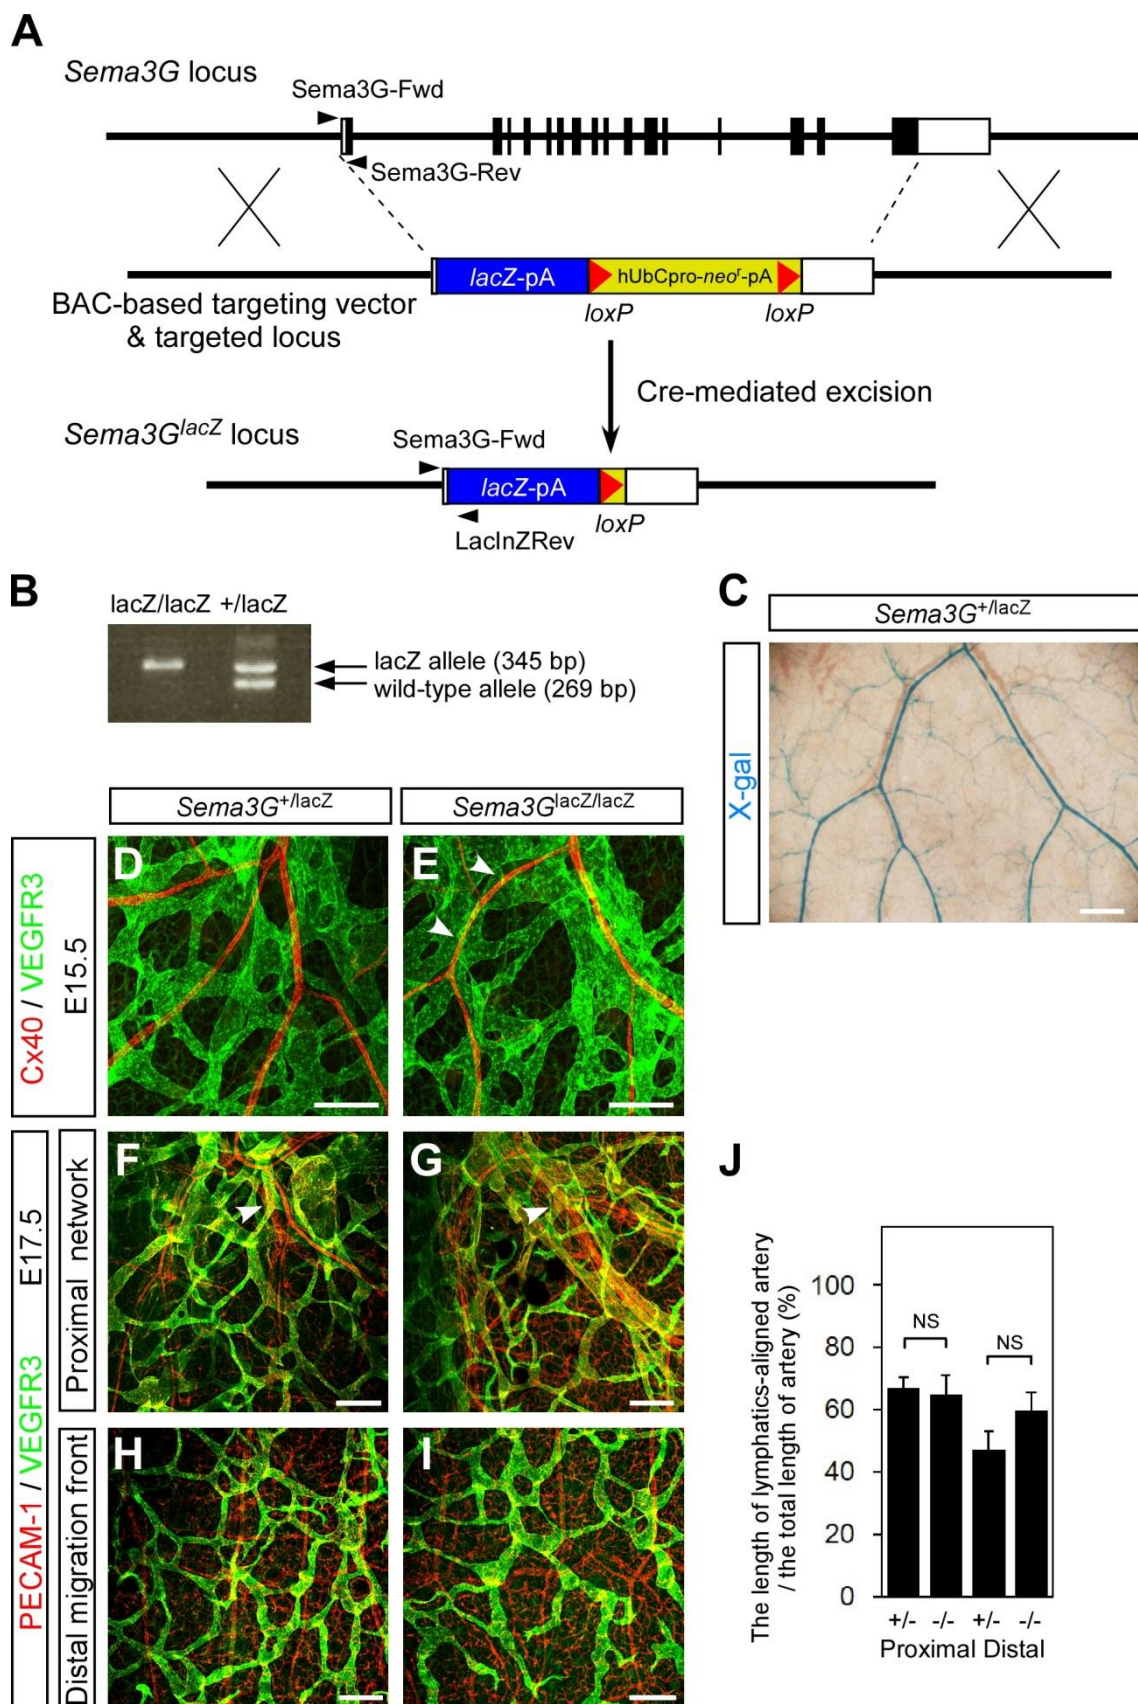 A
Sema3G locus
Sema3G-Fwd
Sema3G-Rev
lacZ-pA
hUbCpro-neoʳ-pA
loxP
loxP
BAC-based targeting vector
& targeted locus
Cre-mediated excision
Sema3GˡᵃᶜZ locus
Sema3G-Fwd
lacZ-pA
loxP
LacInZRev
B
lacZ/lacZ +/lacZ
lacZ allele (345 bp)
wild-type allele (269 bp)
C
Sema3G+/lacZ
X-gal
Sema3G+/lacZ
Sema3GlacZ/lacZ
Cx40 / VEGFR3
E15.5
D
E
PECAM-1 / VEGFR3
E17.5
Proximal network
F
G
Distal migration front
H
I
J
The length of lymphatics-aligned artery
/ the total length of artery (%)
100
80
60
40
20
0
NS
NS
+/- -/- +/- -/-
Proximal Distal